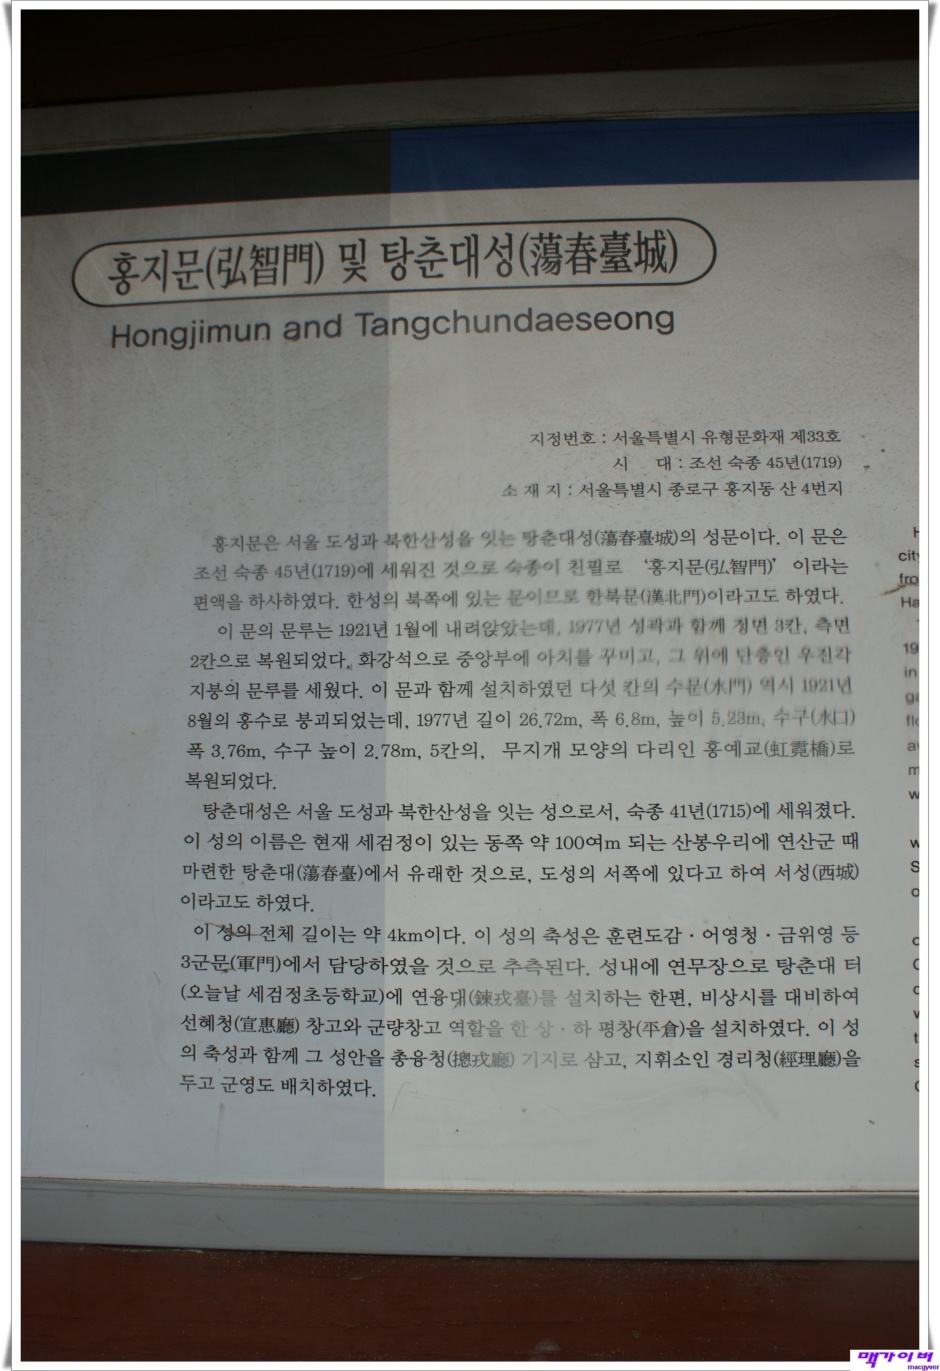 홍지문(弘智門) 및 탕춘대성(蕩春臺城)
Hongjimun and Tangchundaeseong
지정번호 : 서울특별시 유형문화재 제33호
시 대 : 조선 숙종 45년(1719)
소 재 지 : 서울특별시 종로구 홍지동 산 4번지
홍지문은 서울 도성과 북한산성을 잇는 탕춘대성(蕩春臺城)의 성문이다. 이 문은
조선 숙종 45년(1719)에 세워진 것으로 숙종이 친필로 ‘홍지문(弘智門)’ 이라는
편액을 하사하였다. 한성의 북쪽에 있는 문이므로 한북문(漢北門)이라고도 하였다.
이 문의 문루는 1921년 1월에 내려앉았는데, 1977년 성곽과 함께 정면 3칸, 측면
2칸으로 복원되었다. 화강석으로 중앙부에 아치를 꾸미고, 그 위에 단층인 우진각
지붕의 문루를 세웠다. 이 문과 함께 설치하였던 다섯 칸의 수문(水門) 역시 1921년
8월의 홍수로 붕괴되었는데, 1977년 길이 26.72m, 폭 6.8m, 높이 5.23m, 수구(水口)
폭 3.76m, 수구 높이 2.78m, 5칸의, 무지개 모양의 다리인 홍예교(虹霓橋)로
복원되었다.
탕춘대성은 서울 도성과 북한산성을 잇는 성으로서, 숙종 41년(1715)에 세워졌다.
이 성의 이름은 현재 세검정이 있는 동쪽 약 100여m 되는 산봉우리에 연산군 때
마련한 탕춘대(蕩春臺)에서 유래한 것으로, 도성의 서쪽에 있다고 하여 서성(西城)
이라고도 하였다.
이 성의 전체 길이는 약 4km이다. 이 성의 축성은 훈련도감 · 어영청 · 금위영 등
3군문(軍門)에서 담당하였을 것으로 추측된다. 성내에 연무장으로 탕춘대 터
(오늘날 세검정초등학교)에 연융대(鍊戎臺)를 설치하는 한편, 비상시를 대비하여
선혜청(宣惠廳) 창고와 군량창고 역할을 한 상 · 하 평창(平倉)을 설치하였다. 이 성
의 축성과 함께 그 성안을 총융청(摠戎廳) 기지로 삼고, 지휘소인 경리청(經理廳)을
두고 군영도 배치하였다.
맥가이버
macgyver